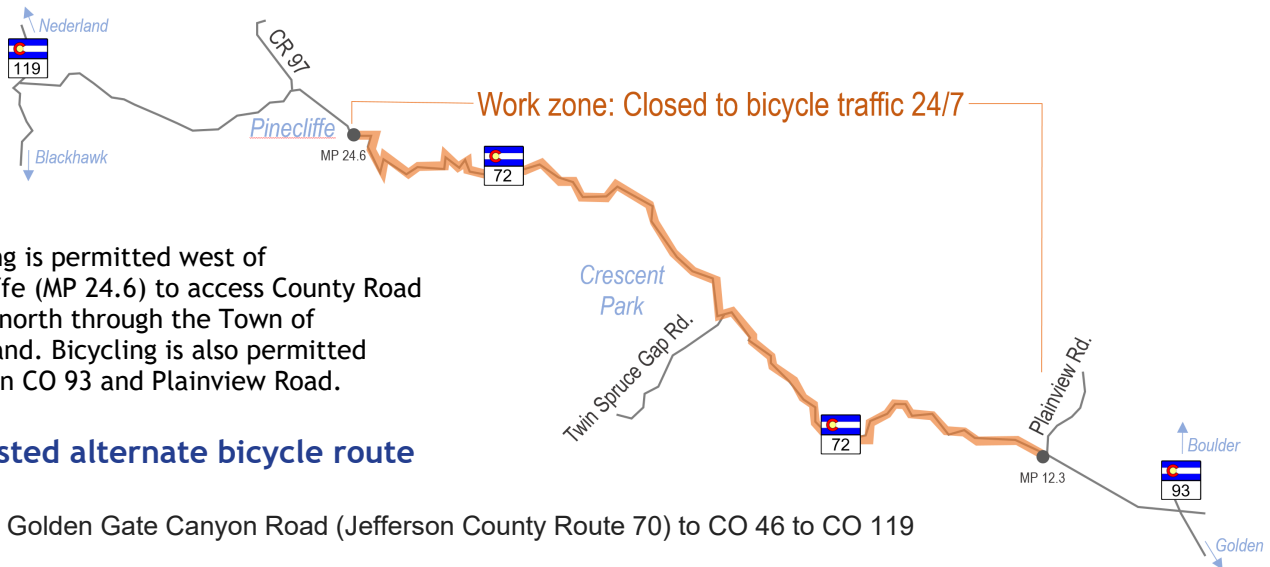 Nederland
119
Blackhawk
CR 97
Work zone: Closed to bicycle traffic 24/7
Pinecliffe
MP 24.6
72
ng is permitted west of
ffe (MP 24.6) to access County Road
north through the Town of
and. Bicycling is also permitted
n CO 93 and Plainview Road.
Crescent
Park
Twin Spruce Gap Rd.
Plainview Rd.
72
MP 12.3
Boulder
93
Golden
sted alternate bicycle route
Golden Gate Canyon Road (Jefferson County Route 70) to CO 46 to CO 119